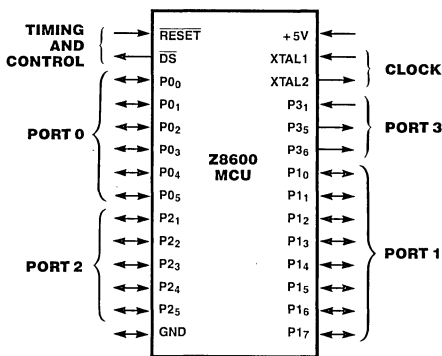 TIMING
AND
CONTROL
PORT 0
PORT 2
RESET
DS
P0₀
P0₁
P0₂
P0₃
P0₄
P0₅
P2₁
P2₂
P2₃
P2₄
P2₅
GND
Z8600
MCU
+5V
XTAL1
XTAL2
P3₁
P3₅
P3₆
P1₀
P1₁
P1₂
P1₃
P1₄
P1₅
P1₆
P1₇
CLOCK
PORT 3
PORT 1